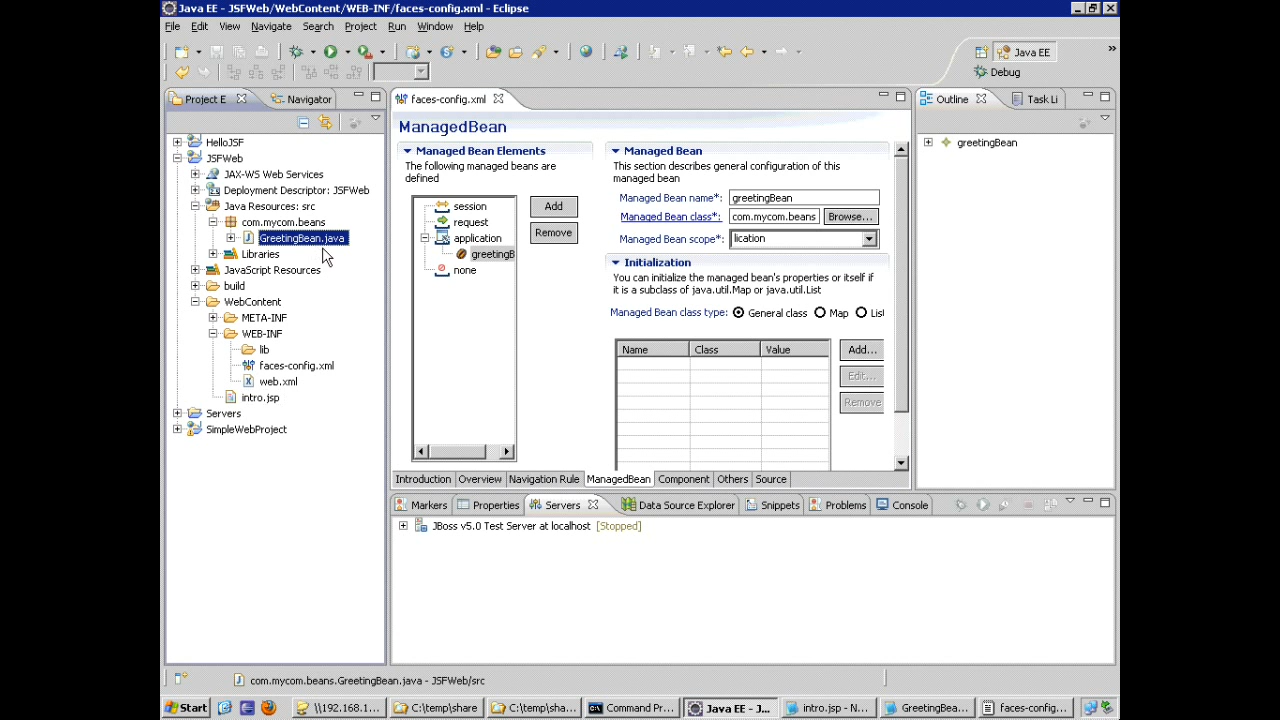 Java EE - JSFWeb/WebContent/WEB-INF/faces-config.xml - Eclipse
File Edit View Navigate Search Project Run Window Help
Java EE
Debug
Project E
Navigator
HelloJSF
JSFWeb
JAX-WS Web Services
Deployment Descriptor: JSFWeb
Java Resources: src
com.mycom.beans
GreetingBean.java
Libraries
JavaScript Resources
build
WebContent
META-INF
WEB-INF
lib
faces-config.xml
web.xml
intro.jsp
Servers
SimpleWebProject
faces-config.xml
ManagedBean
Managed Bean Elements
The following managed beans are
defined
session
request
application
greetingB
none
Add
Remove
Managed Bean
This section describes general configuration of this
managed bean
Managed Bean name*: greetingBean
Managed Bean class*: com.mycom.beans Browse...
Managed Bean scope*: lication
Initialization
You can initialize the managed bean's properties or itself if
it is a subclass of java.util.Map or java.util.List
Managed Bean class type: General class Map List
Name Class Value
Add...
Edit...
Remove
Introduction Overview Navigation Rule ManagedBean Component Others Source
Outline
Task Li
greetingBean
Markers Properties Servers Data Source Explorer Snippets Problems Console
JBoss v5.0 Test Server at localhost [Stopped]
com.mycom.beans.GreetingBean.java - JSFWeb/src
Start \\192.168.1... C:\temp\share C:\temp\sha... Command Pr... Java EE - J... intro.jsp - N... GreetingBea... faces-config...